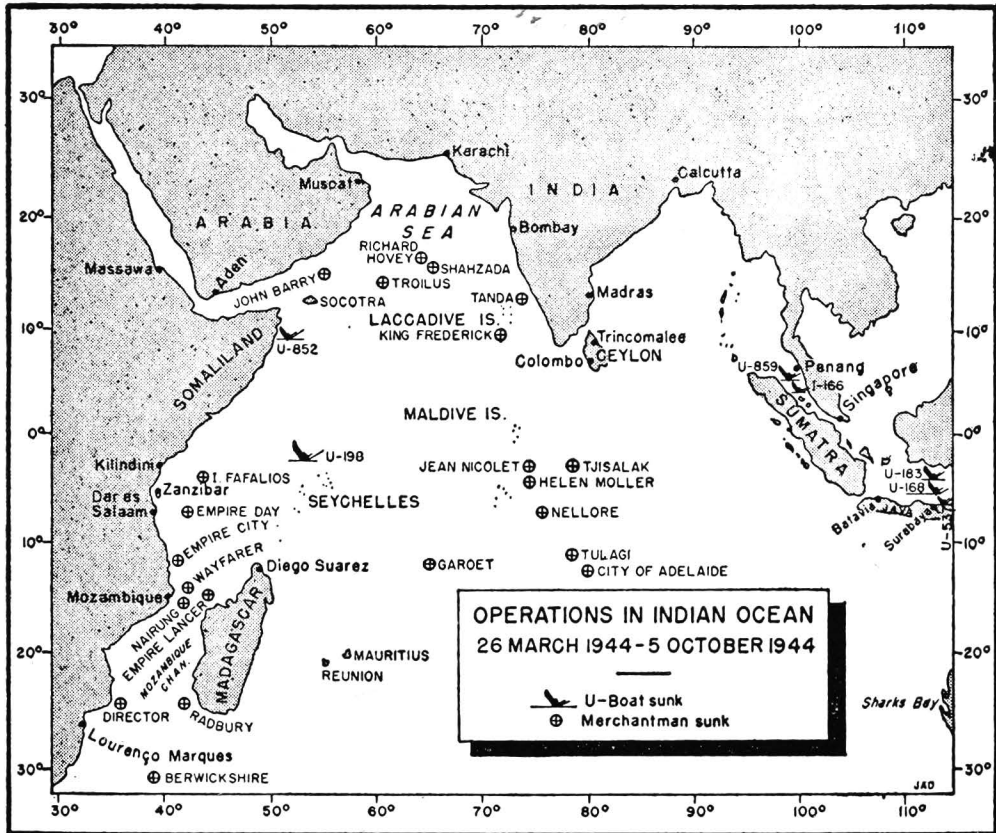 30° 40° 50° 60° 70° 80° 90° 100° 110°
30° 30°
Karachi
Calcutta
Muscat
INDIA
ARABIA
ARABIAN
SEA
20° 20°
Bombay
RICHARD
HOVEY
SHAHZADA
Massawa
Aden
JOHN BARRY
TROILUS
SOCOTRA
TANDA
Madras
LACCADIVE IS.
KING FREDERICK
10° 10°
Trincomalee
CEYLON
Colombo
U-852
SOMALILAND
U-859
Penang
I-166
Singapore
SUMATRA
MALDIVE IS.
0° 0°
Kilindini
U-198
I. FAFALIOS
JEAN NICOLET
TJISALAK
HELEN MOLLER
U-183
U-168
Zanzibar
SEYCHELLES
Dar es
Salaam
EMPIRE DAY
NELLORE
Batavia
JAVA
Surabaya
U-537
10° 10°
EMPIRE CITY
WAYFARER
Diego Suarez
GAROET
TULAGI
CITY OF ADELAIDE
Mozambique
NAIRUNG
EMPIRE LANCER
MOZAMBIQUE
CHAN.
MADAGASCAR
MAURITIUS
REUNION
20° 20°
OPERATIONS IN INDIAN OCEAN
26 MARCH 1944-5 OCTOBER 1944
U-Boat sunk
Merchantman sunk
Sharks Bay
DIRECTOR
RADBURY
Lourenço Marques
BERWICKSHIRE
30° 30°
JAD
30° 40° 50° 60° 70° 80° 90° 100° 110°